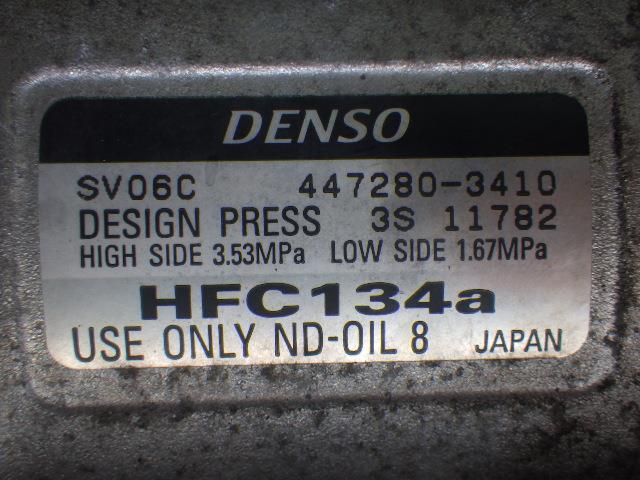 DENSO
SV06C 447280-3410
DESIGN PRESS 3S 11782
HIGH SIDE 3.53MPa LOW SIDE 1.67MPa
HFC134a
USE ONLY ND-OIL 8 JAPAN